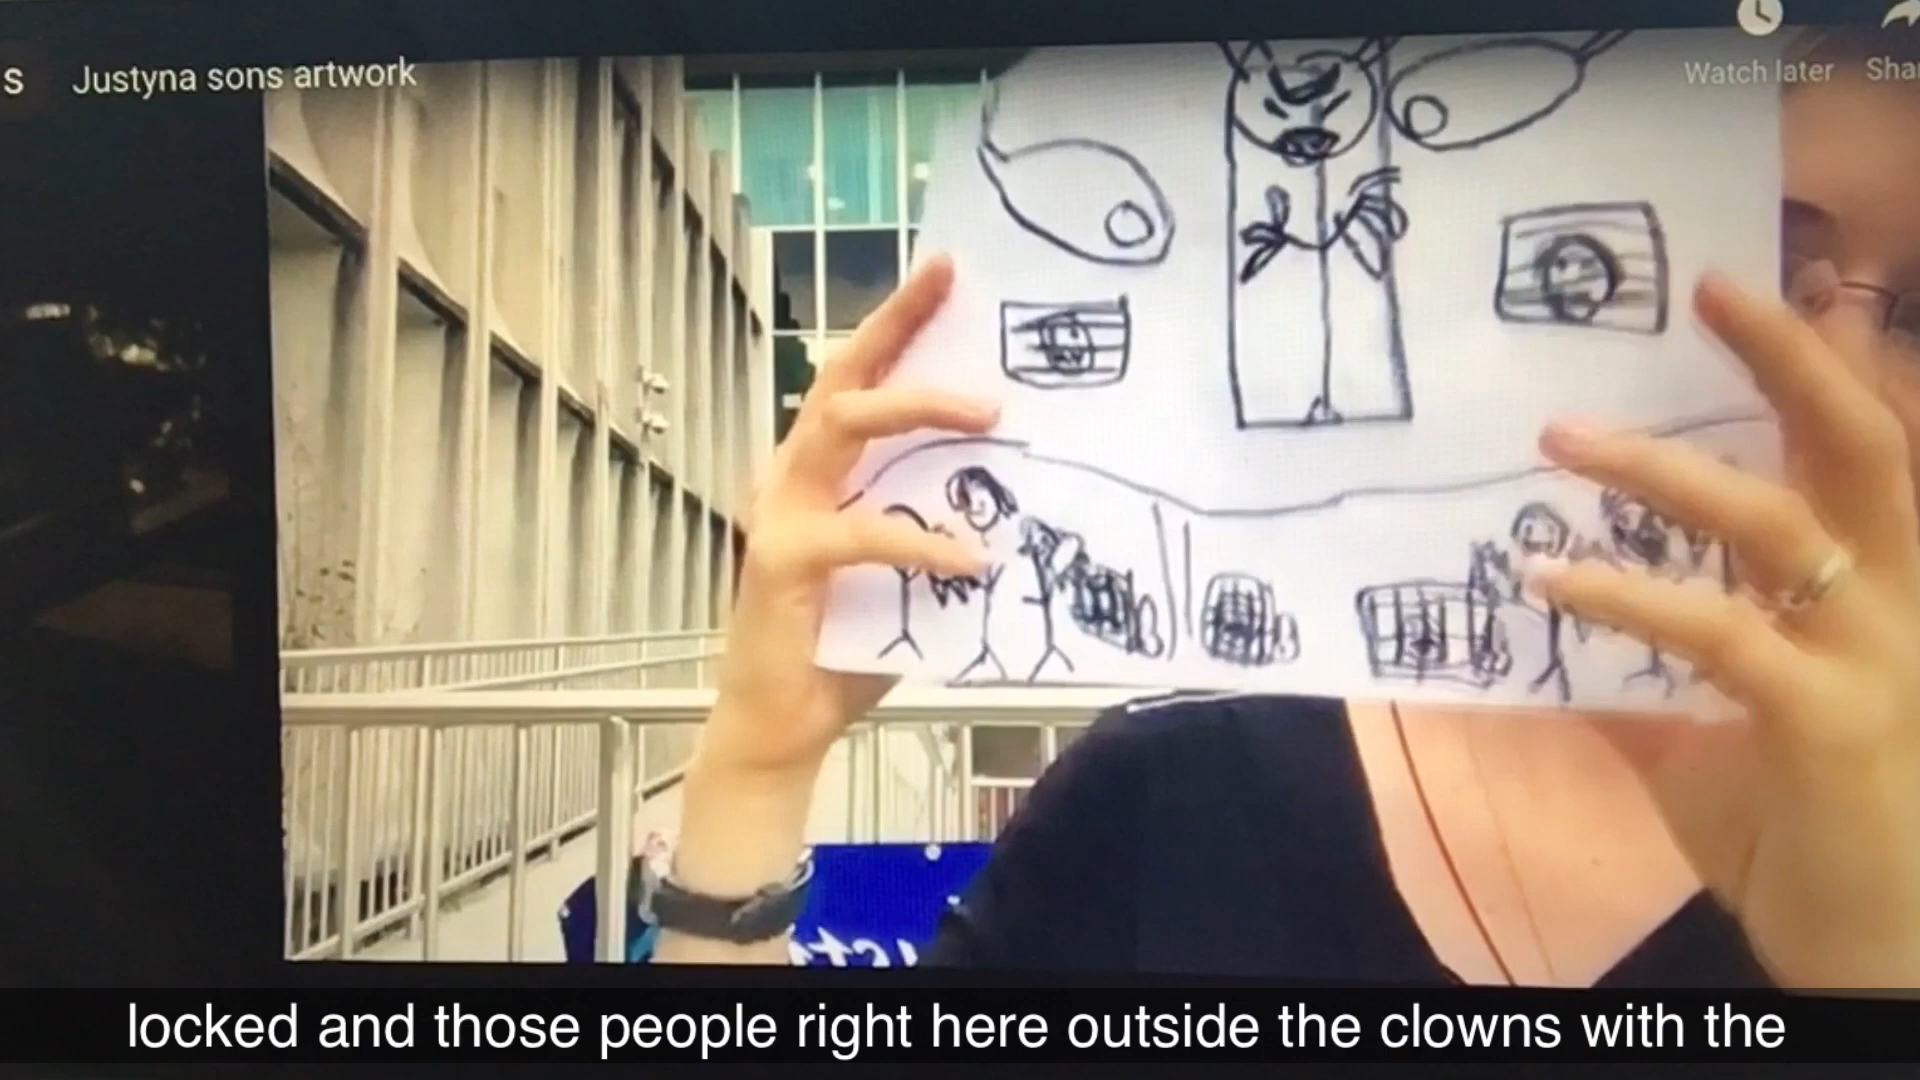 S Justyna sons artwork
Watch later
locked and those people right here outside the clowns with the